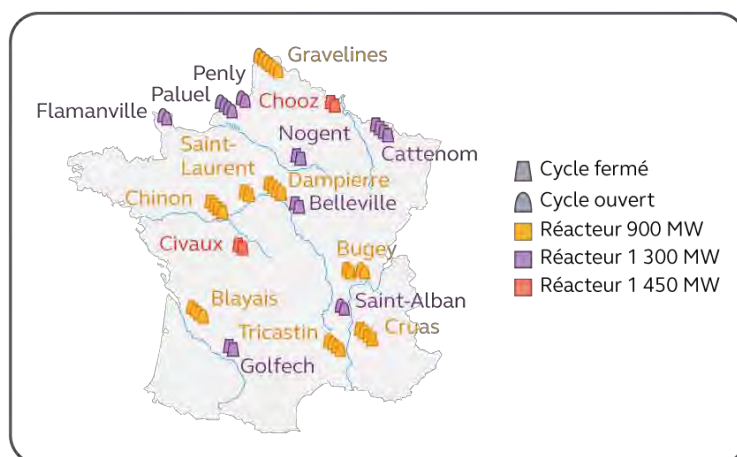 Gravelines
Penly
Paluel
Chooz
Flamanville
Nogent
Cattenom
Saint-
Laurent
Dampierre
Chinon
Belleville
Civaux
Bugey
Saint-Alban
Blayais
Tricastin
Cruas
Golfech
Cycle fermé
Cycle ouvert
Réacteur 900 MW
Réacteur 1 300 MW
Réacteur 1 450 MW